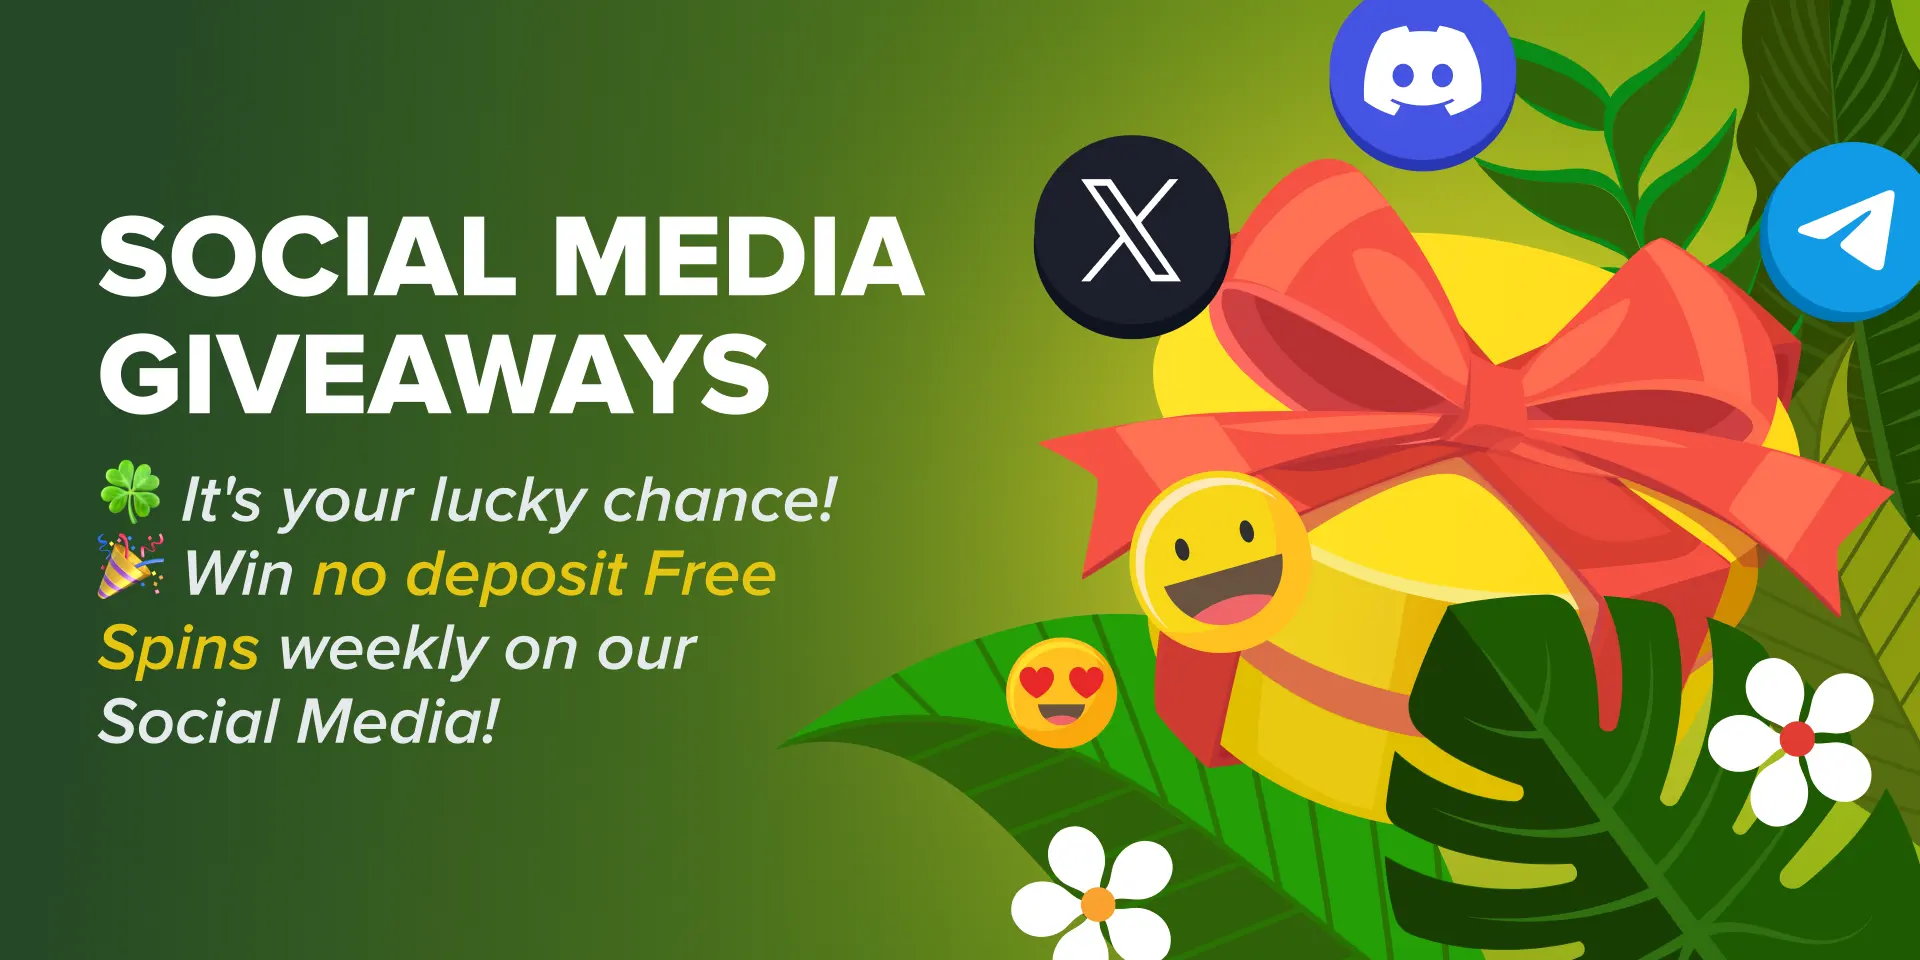 SOCIAL MEDIA
GIVEAWAYS
🍀 It's your lucky chance!
🎉 Win no deposit Free
Spins weekly on our
Social Media!